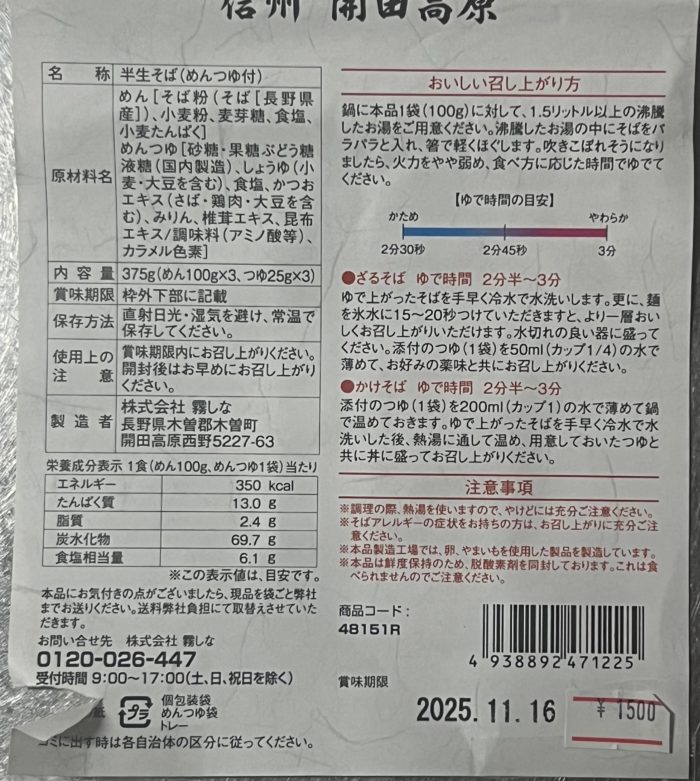 信州 開田高原
名称 半生そば(めんつゆ付)
原材料名
めん[そば粉(そば[長野県
産])、小麦粉、麦芽糖、食塩、
小麦たんぱく]
めんつゆ[砂糖・果糖ぶどう糖
液糖(国内製造)、しょうゆ(小
麦・大豆を含む)、食塩、かつお
エキス(さば・鶏肉・大豆を含
む)、みりん、椎茸エキス、昆布
エキス/調味料(アミノ酸等)、
カラメル色素]
内容量 375g(めん100g×3、つゆ25g×3)
賞味期限 枠外下部に記載
保存方法
直射日光・湿気を避け、常温で
保存してください。
使用上の
注意
賞味期限内にお召し上がりください。
開封後はお早めにお召し上がり
ください。
製造者
株式会社 霧しな
長野県木曽郡木曽町
開田高原西野5227-63
栄養成分表示 1食(めん100g、めんつゆ1袋)当たり
エネルギー 350 kcal
たんぱく質 13.0 g
脂質 2.4 g
炭水化物 69.7 g
食塩相当量 6.1 g
※この表示値は、目安です。
本品にお気付きの点がございましたら、現品を袋ごと弊社
までお送りください。送料弊社負担にて取替えさせていた
だきます。
お問い合せ先 株式会社 霧しな
0120-026-447
受付時間 9:00〜17:00(土、日、祝日を除く)
紙
プラ
個包装袋
めんつゆ袋
トレー
ゴミに出す時は各自治体の区分に従ってください。
おいしい召し上がり方
鍋に本品1袋(100g)に対して、1.5リットル以上の沸騰
したお湯をご用意ください。沸騰したお湯の中にそばをパ
ラパラと入れ、箸で軽くほぐします。吹きこぼれそうになり
ましたら、火力をやや弱め、食べ方に応じた時間でゆでて
ください。
【ゆで時間の目安】
かため やわらか
2分30秒 2分45秒 3分
●ざるそば ゆで時間 2分半〜3分
ゆで上がったそばを手早く冷水で水洗いします。更に、麺
を氷水に15〜20秒つけていただきますと、より一層おい
しくお召し上がりいただけます。水切れの良い器に盛って
ください。添付のつゆ(1袋)を50ml(カップ1/4)の水で
薄めて、お好みの薬味と共にお召し上がりください。
●かけそば ゆで時間 2分半〜3分
添付のつゆ(1袋)を200ml(カップ1)の水で薄めて鍋
で温めておきます。ゆで上がったそばを手早く冷水で水
洗いした後、熱湯に通して温め、用意しておいたつゆと
共に丼に盛ってお召し上がりください。
注意事項
※調理の際、熱湯を使いますので、やけどには充分ご注意ください。
※そばアレルギーの症状をお持ちの方は、お召し上がりに充分ご注
意ください。
※本品製造工場では、卵、やまいもを使用した製品を製造しています。
※本品は鮮度保持のため、脱酸素剤を同封しております。これは食
べられませんのでご注意ください。
商品コード:
48151R
4 938892 471225
賞味期限
2025.11.16
¥1500